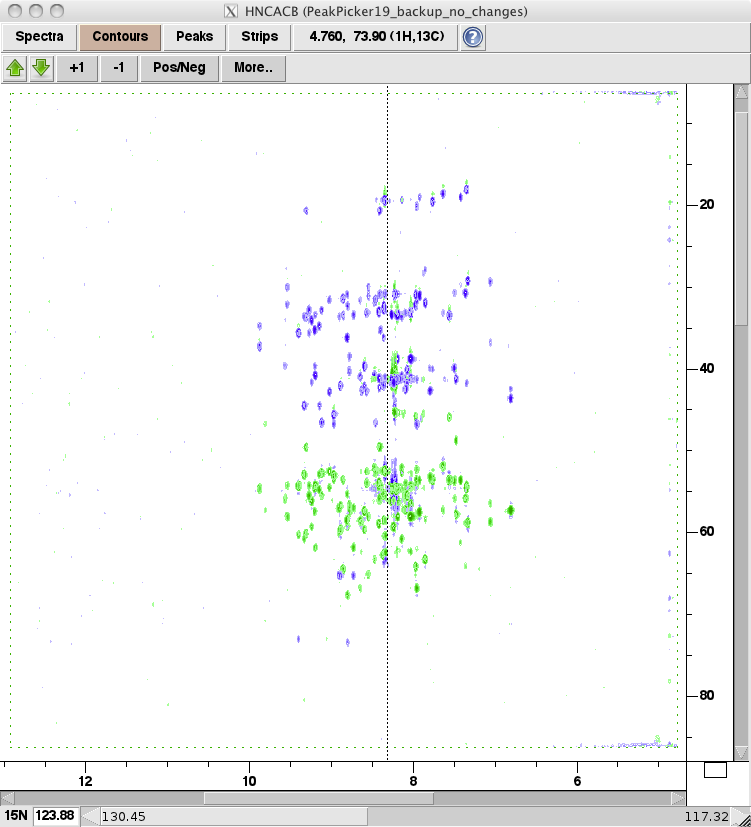 HNCACB (PeakPicker19_backup_no_changes)
Spectra Contours Peaks Strips 4.760, 73.90 (1H,13C) ?
+1 -1 Pos/Neg More..
20
40
60
80
12 10 8 6
15N 123.88 130.45 117.32